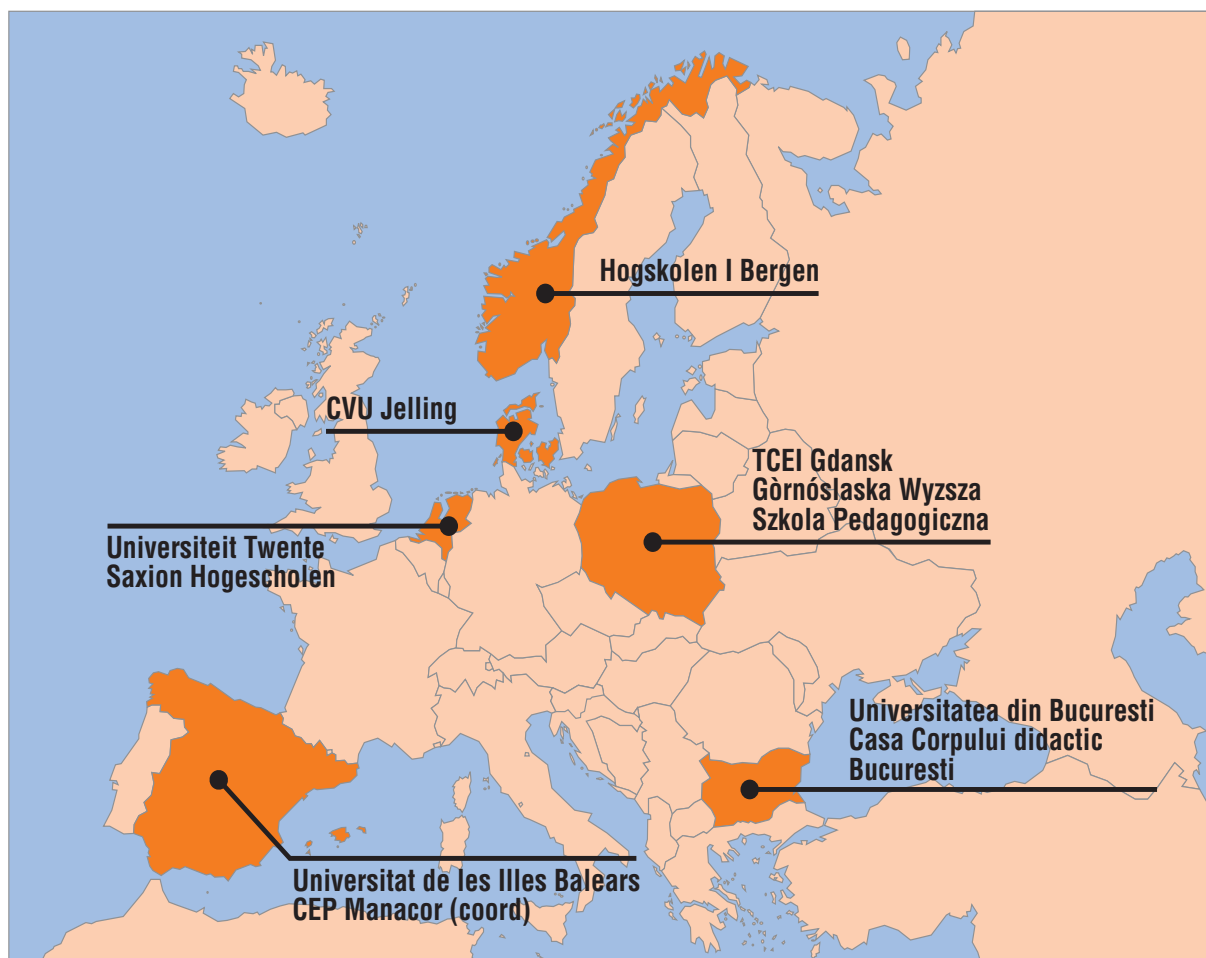 Hogskolen I Bergen
CVU Jelling
TCEI Gdansk
Gòrnóslaska Wyzsza
Szkola Pedagogiczna
Universiteit Twente
Saxion Hogescholen
Universitatea din Bucuresti
Casa Corpului didactic
Bucuresti
Universitat de les Illes Balears
CEP Manacor (coord)